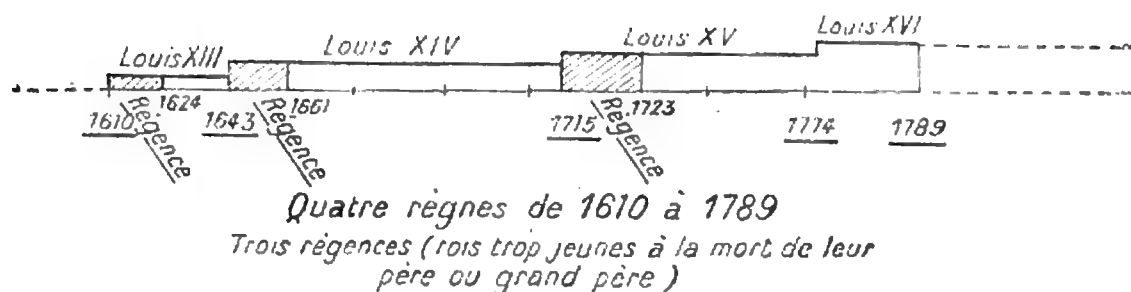 Louis XIII Louis XIV Louis XV Louis XVI
1610 Régence 1624 1643 Régence 1661 1715 Régence 1723 1774 1789
Quatre règnes de 1610 à 1789
Trois régences (rois trop jeunes à la mort de leur
père ou grand père)